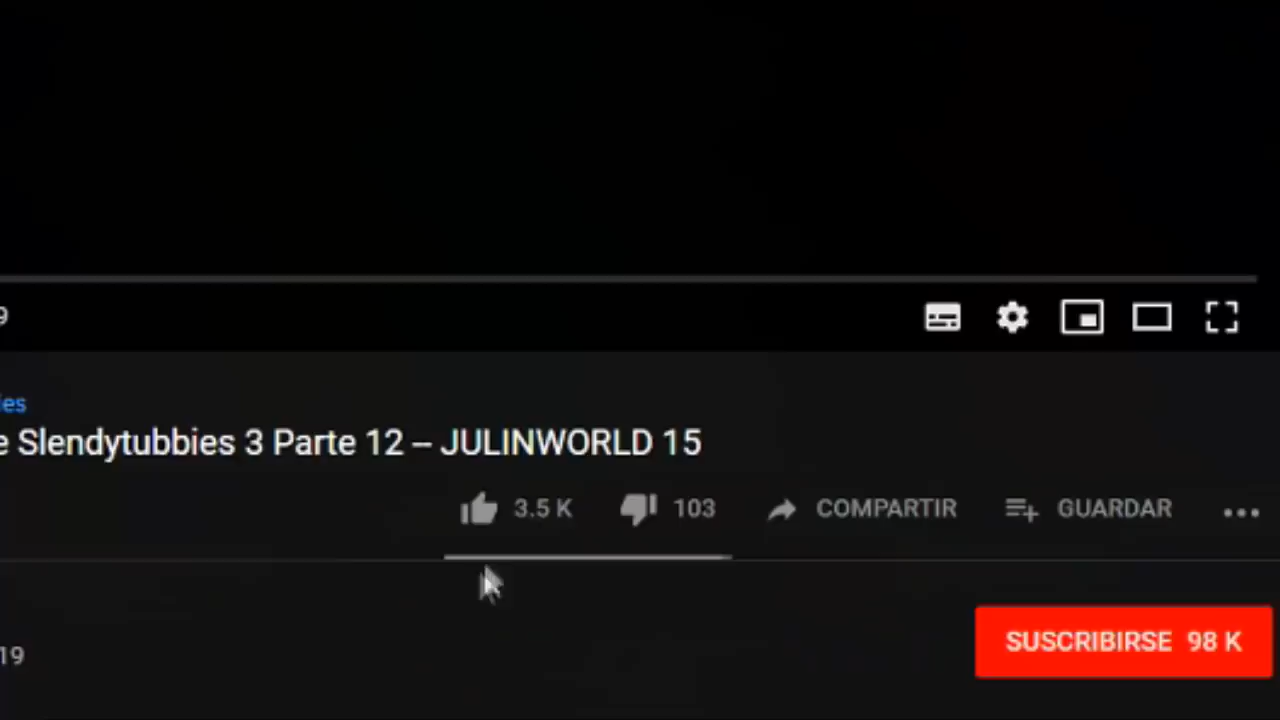 9
es
e Slendytubbies 3 Parte 12 – JULINWORLD 15
3.5 K 103 COMPARTIR GUARDAR
19
SUSCRIBIRSE 98 K